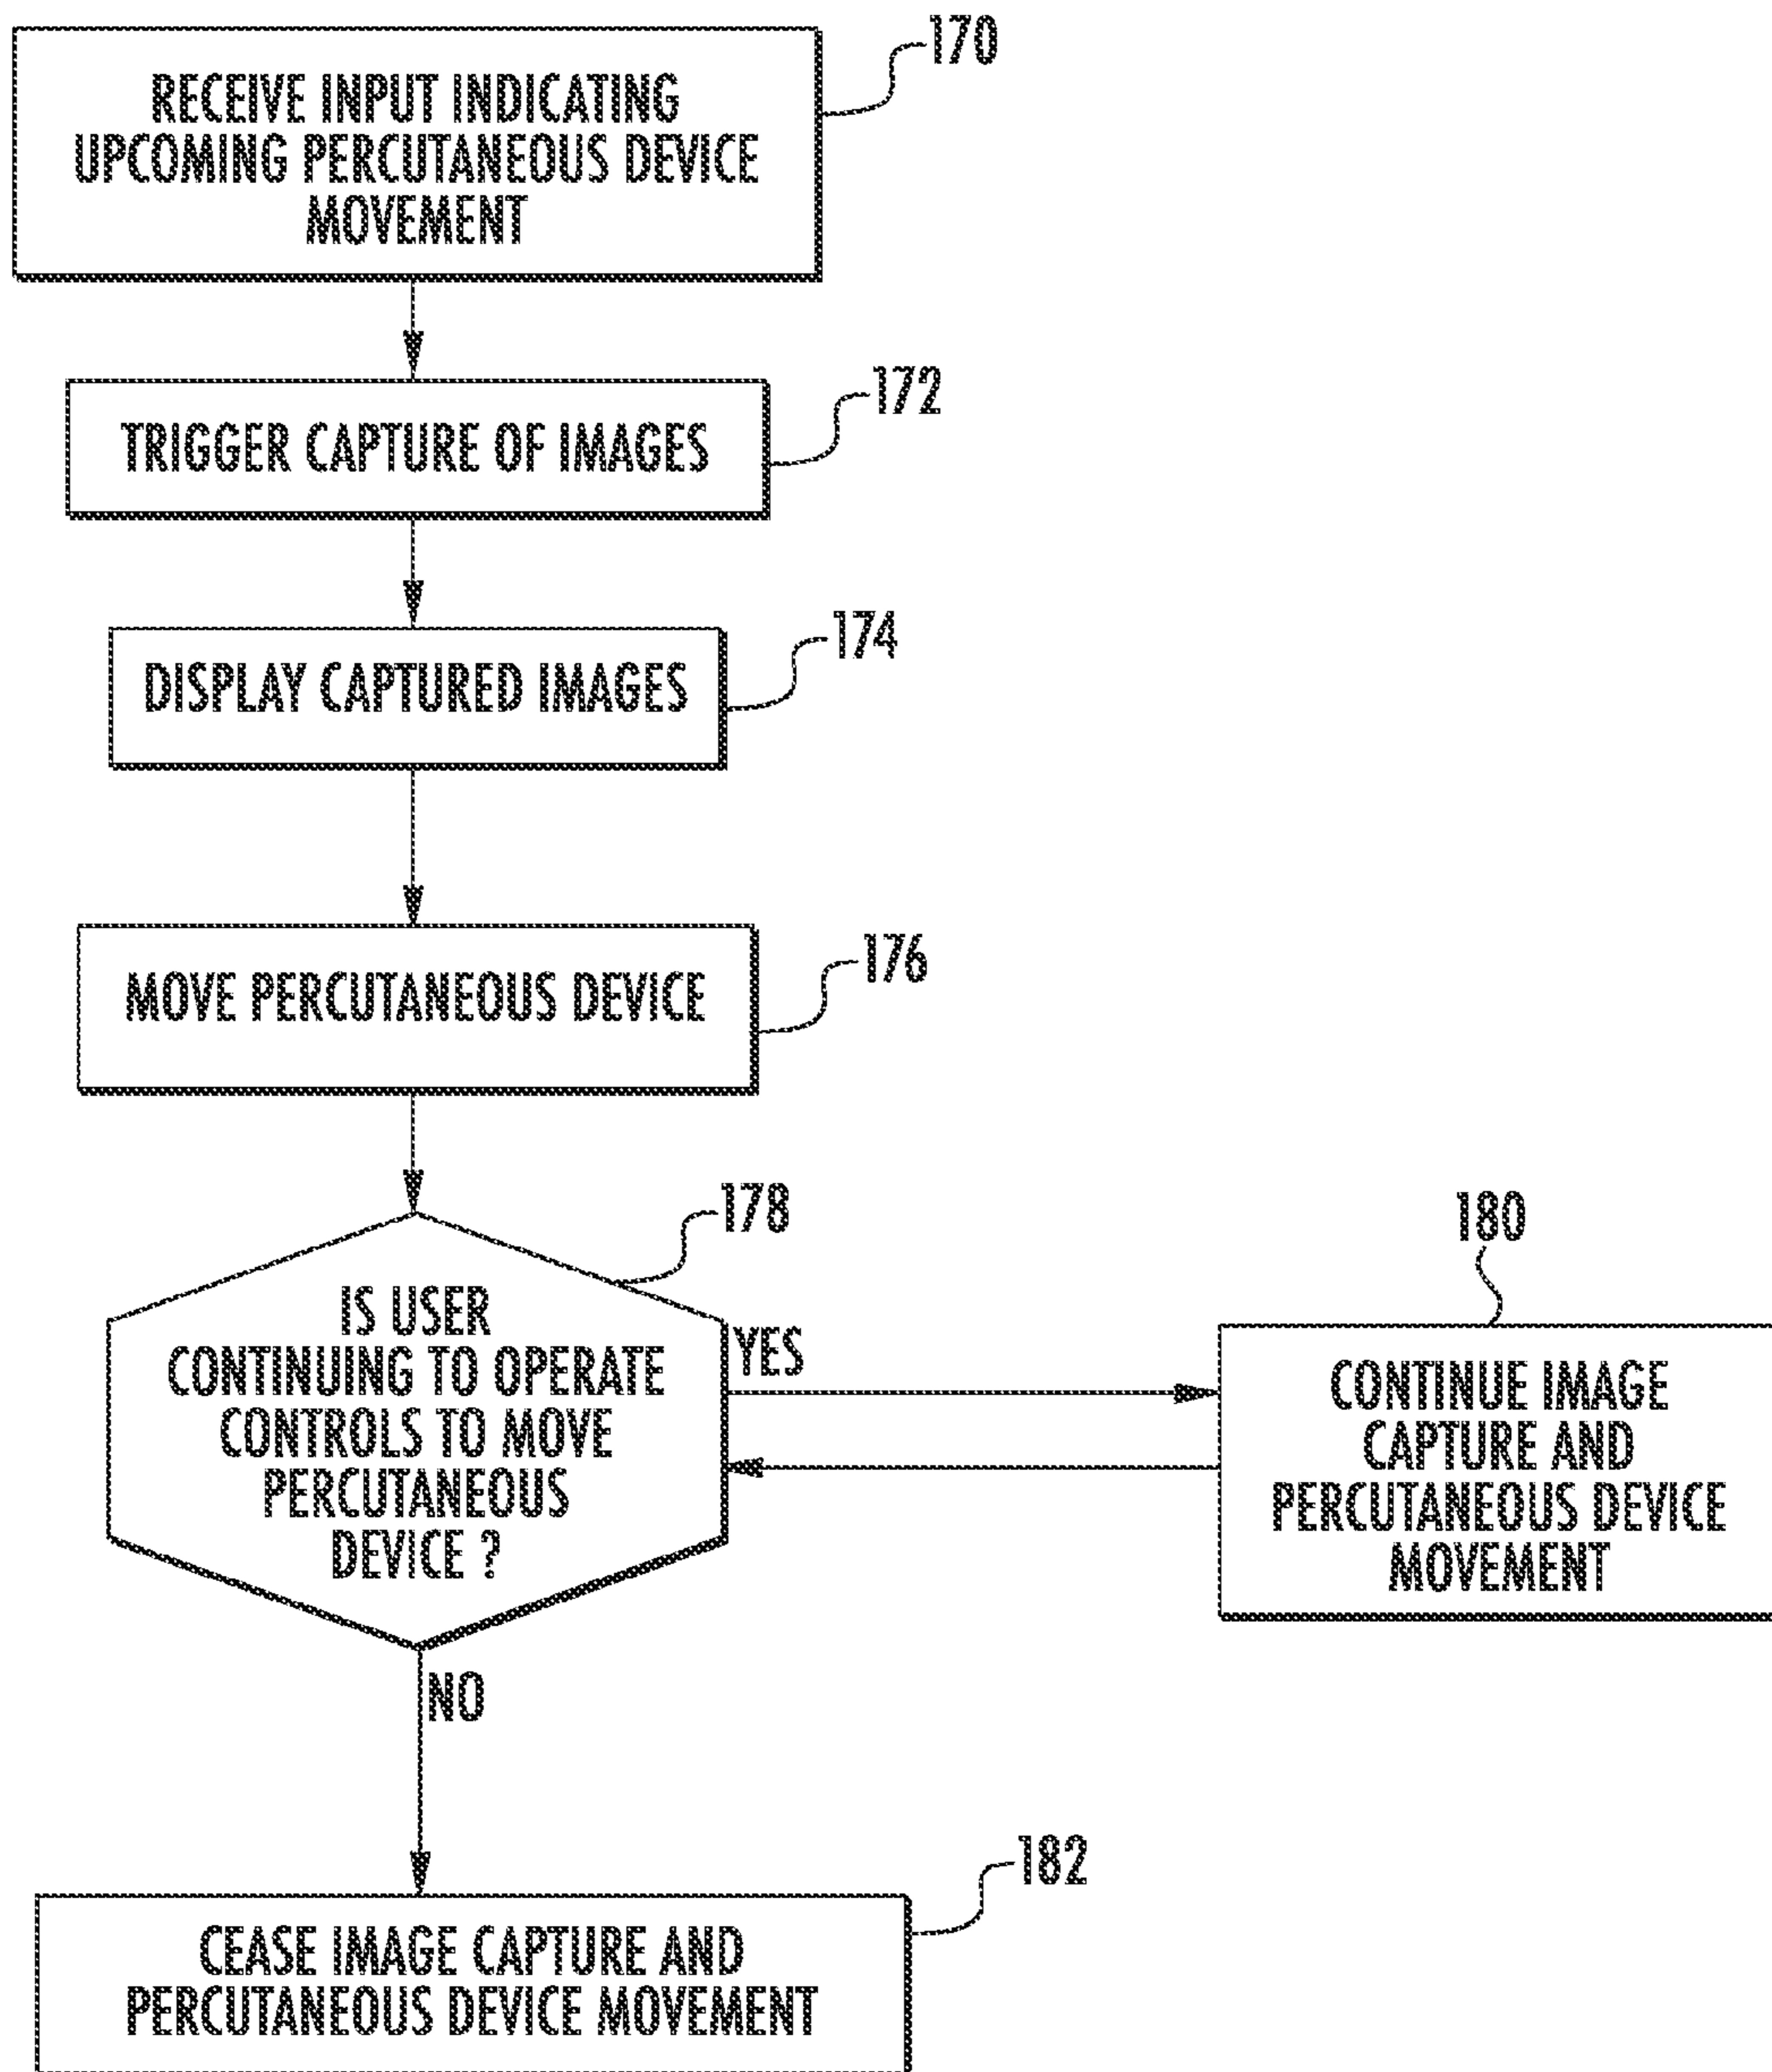 170
RECEIVE INPUT INDICATING
UPCOMING PERCUTANEOUS DEVICE
MOVEMENT
172
TRIGGER CAPTURE OF IMAGES
174
DISPLAY CAPTURED IMAGES
176
MOVE PERCUTANEOUS DEVICE
178
IS USER
CONTINUING TO OPERATE
CONTROLS TO MOVE
PERCUTANEOUS
DEVICE ?
YES
180
CONTINUE IMAGE
CAPTURE AND
PERCUTANEOUS DEVICE
MOVEMENT
NO
182
CEASE IMAGE CAPTURE AND
PERCUTANEOUS DEVICE MOVEMENT